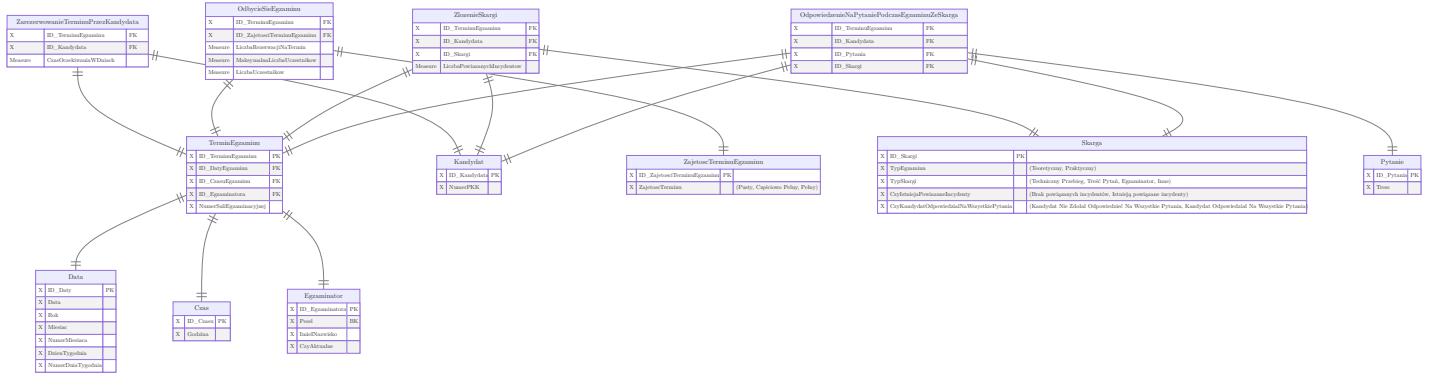 ZarezerwowanieTerminuPrzezKandydata
X ID_TerminuEgzaminu FK
X ID_Kandydata FK
Measure CzasOczekiwaniaWDniach
OdbycieSieEgzaminu
X ID_TerminuEgzaminu FK
X ID_ZajetosciTerminuEgzaminu FK
Measure LiczbaRezerwacjiNaTermin
Measure MaksymalnaLiczbaUczestnikow
Measure LiczbaUczestnikow
ZlozenieSkargi
X ID_TerminuEgzaminu FK
X ID_Kandydata FK
X ID_Skargi FK
Measure LiczbaPowiazanychIncydentow
OdpowiedzenieNaPytaniePodczasEgzaminuZeSkarga
X ID_TerminuEgzaminu FK
X ID_Kandydata FK
X ID_Pytania FK
X ID_Skargi FK
TerminEgzaminu
X ID_TerminuEgzaminu PK
X ID_DatyEgzaminu FK
X ID_CzasuEgzaminu FK
X ID_Egzaminatora FK
X NumerSaliEgzaminacyjnej
Kandydat
X ID_Kandydata PK
X NumerPKK
ZajetoscTerminuEgzaminu
X ID_ZajetosciTerminuEgzaminu PK
X ZajetoscTerminu (Pusty, Częściowo Pełny, Pełny)
Skarga
X ID_Skargi PK
X TypEgzaminu (Teoretyczny, Praktyczny)
X TypSkargi (Techniczny Przebieg, Treść Pytań, Egzaminator, Inne)
X CzyIstniejaPowiazaneIncydenty (Brak powiązanych incydentów, Istnieją powiązane incydenty)
X CzyKandydatOdpowiedzialNaWszystkiePytania (Kandydat Nie Zdołał Odpowiedzieć Na Wszystkie Pytania, Kandydat Odpowiedział Na Wszystkie Pytania)
Pytanie
X ID_Pytania PK
X Tresc
Data
X ID_Daty PK
X Data
X Rok
X Miesiac
X NumerMiesiaca
X DzienTygodnia
X NumerDniaTygodnia
Czas
X ID_Czasu PK
X Godzina
Egzaminator
X ID_Egzaminatora PK
X Pesel BK
X ImieINazwisko
X CzyAktualne